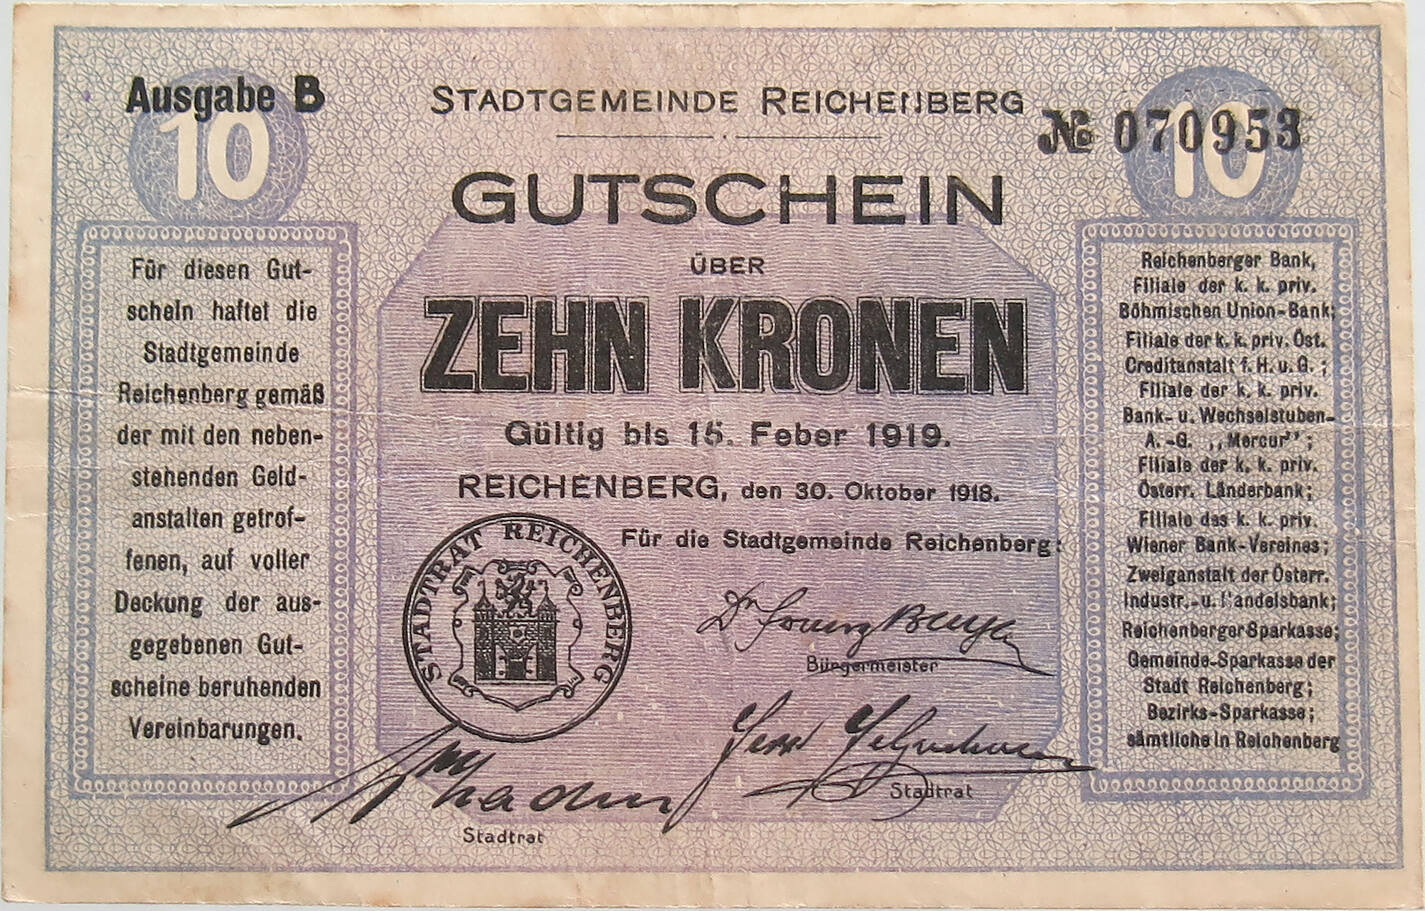 Ausgabe B
10
STADTGEMEINDE REICHENBERG
№ 070953
10
GUTSCHEIN
ÜBER
ZEHN KRONEN
Gültig bis 15. Feber 1919.
REICHENBERG, den 30. Oktober 1918.
Für die Stadtgemeinde Reichenberg:
Für diesen Gut-
schein haftet die
Stadtgemeinde
Reichenberg gemäß
der mit den neben-
stehenden Geld-
anstalten getrof-
fenen, auf voller
Deckung der aus-
gegebenen Gut-
scheine beruhenden
Vereinbarungen.
STADTRAT REICHENBERG
Bürgermeister
Stadtrat
Stadtrat
Reichenberger Bank,
Filiale der k. k. priv.
Böhmischen Union-Bank;
Filiale der k. k. priv. Öst.
Creditanstalt f. H. u. G. ;
Filiale der k. k. priv.
Bank- u. Wechselstuben-
A.-G. „Mercur";
Filiale der k. k. priv.
Österr. Länderbank;
Filiale des k. k. priv.
Wiener Bank-Vereines;
Zweiganstalt der Österr.
Industr.- u. Handelsbank;
Reichenberger Sparkasse;
Gemeinde-Sparkasse der
Stadt Reichenberg;
Bezirks-Sparkasse;
sämtliche in Reichenberg